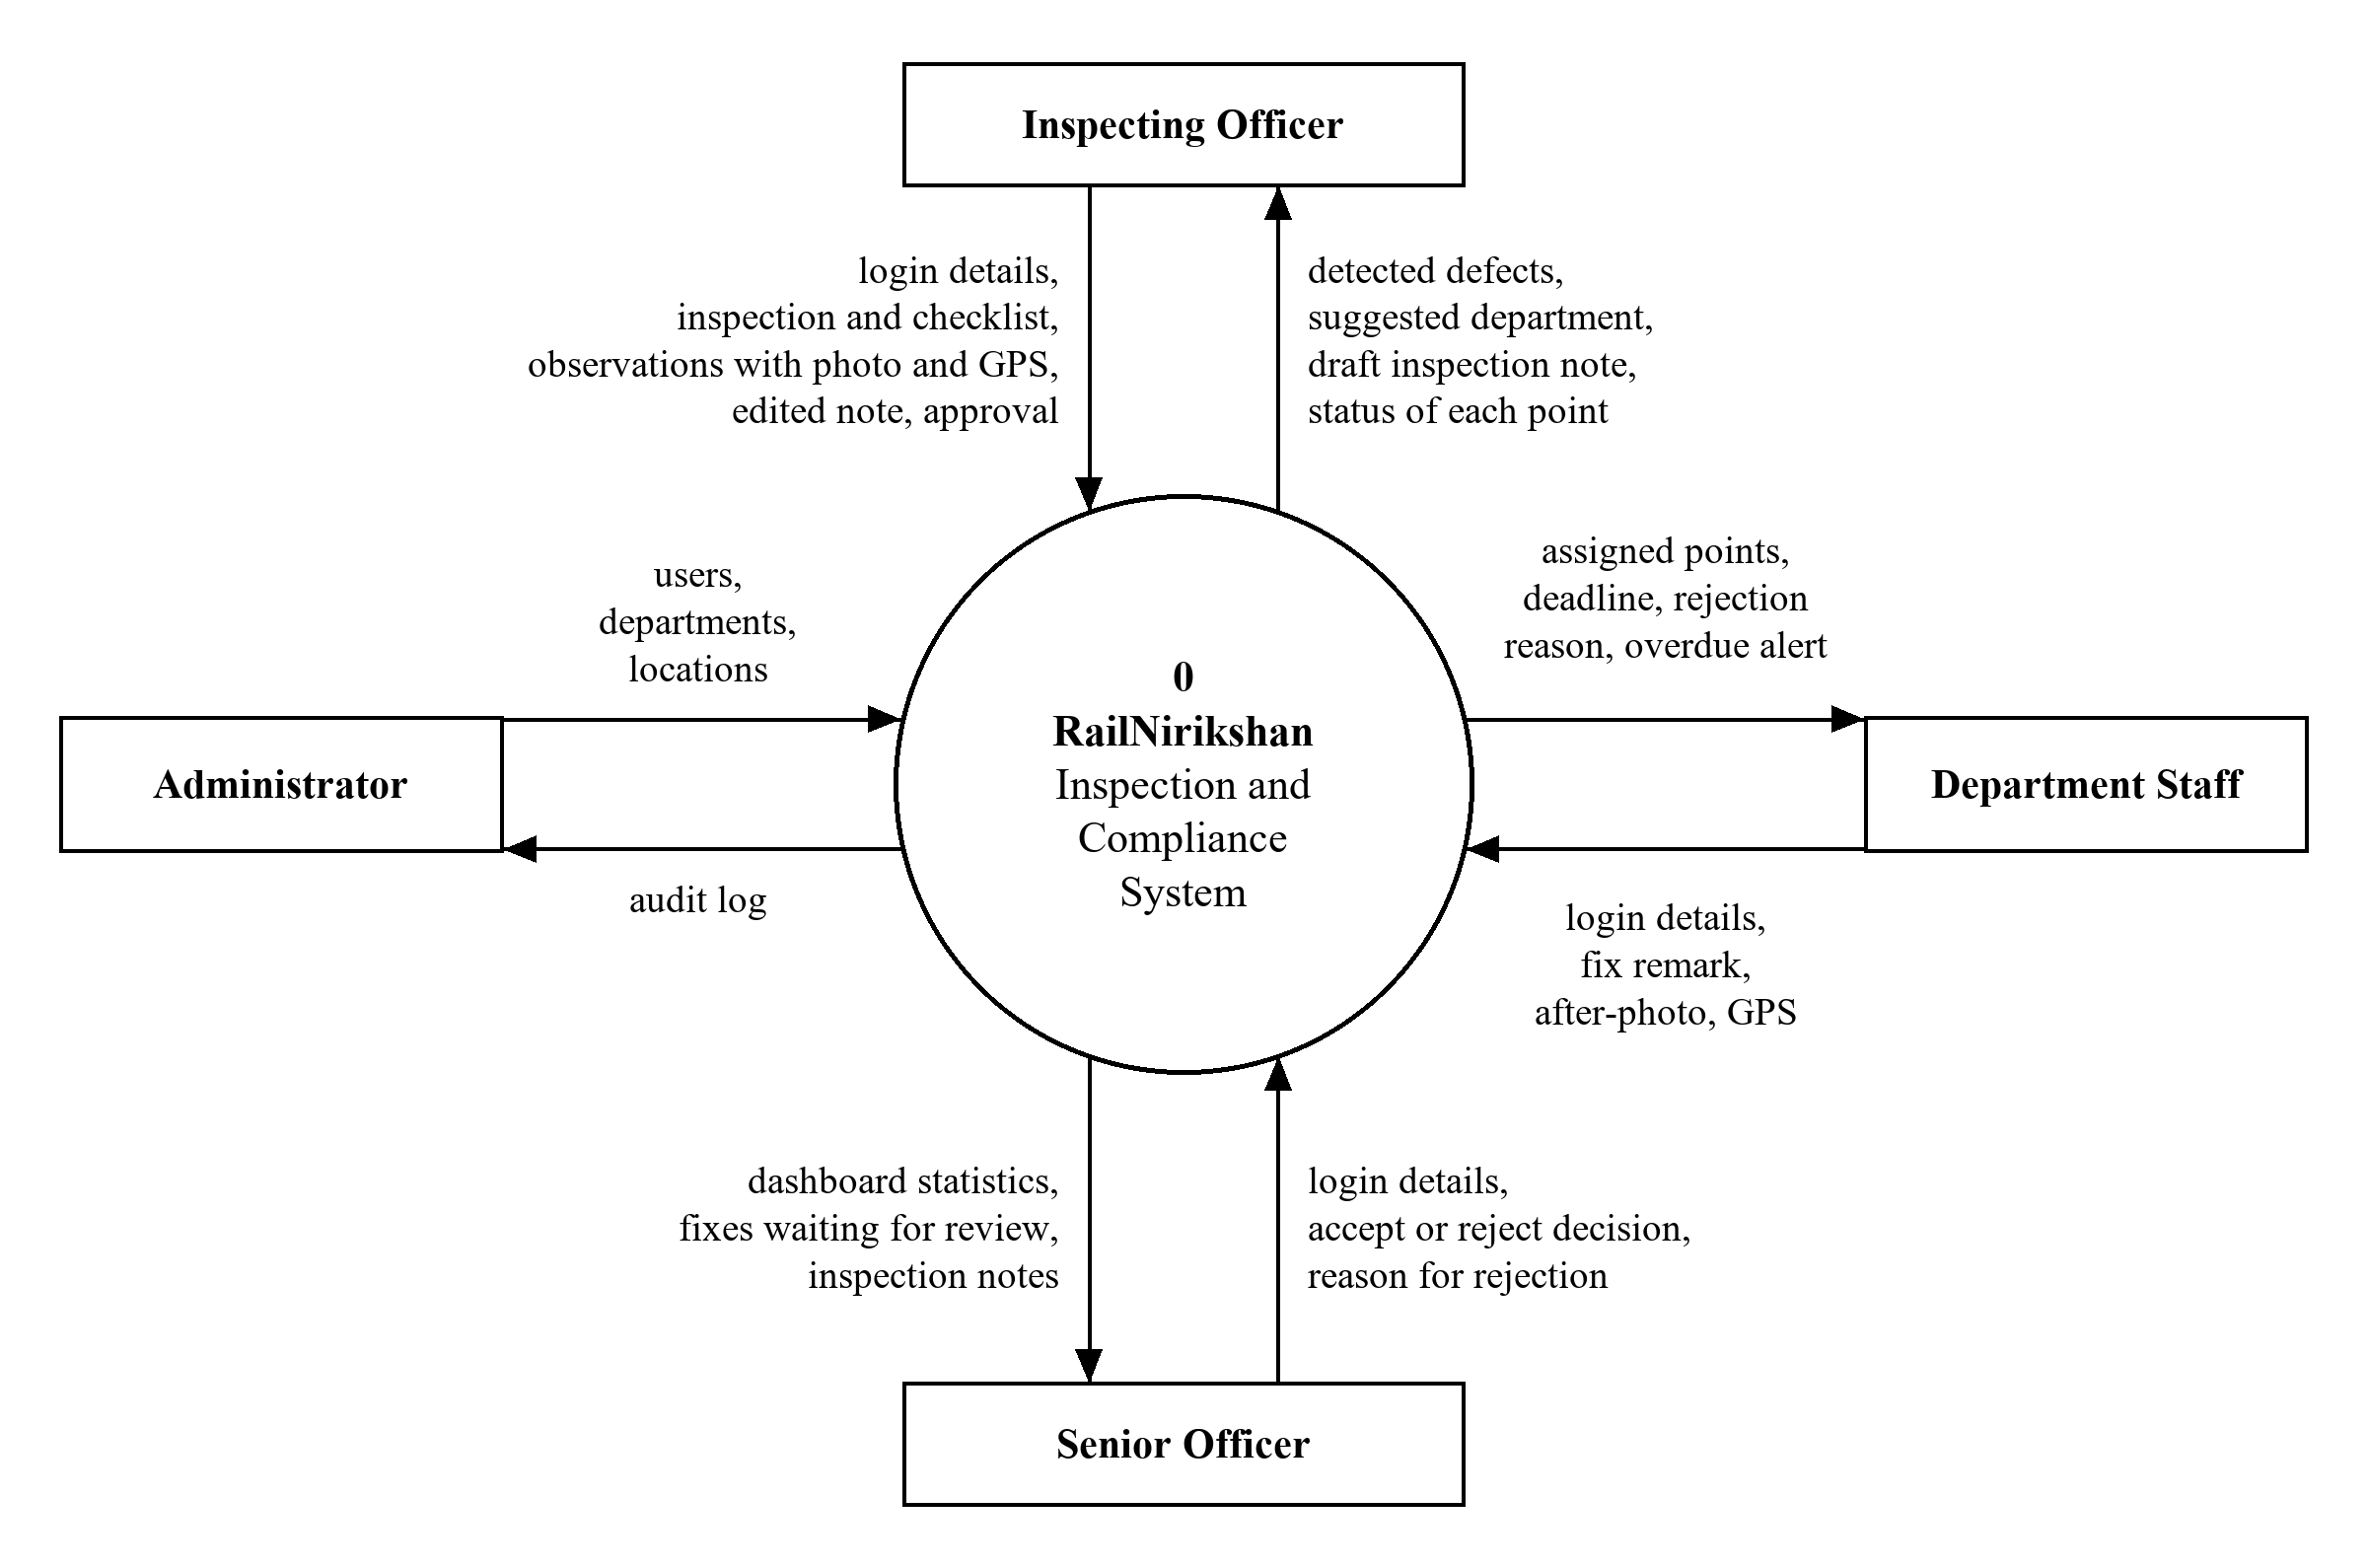 Inspecting Officer
login details,
inspection and checklist,
observations with photo and GPS,
edited note, approval
detected defects,
suggested department,
draft inspection note,
status of each point
users,
departments,
locations
assigned points,
deadline, rejection
reason, overdue alert
Administrator
0
RailNirikshan
Inspection and
Compliance
System
Department Staff
audit log
login details,
fix remark,
after-photo, GPS
dashboard statistics,
fixes waiting for review,
inspection notes
login details,
accept or reject decision,
reason for rejection
Senior Officer